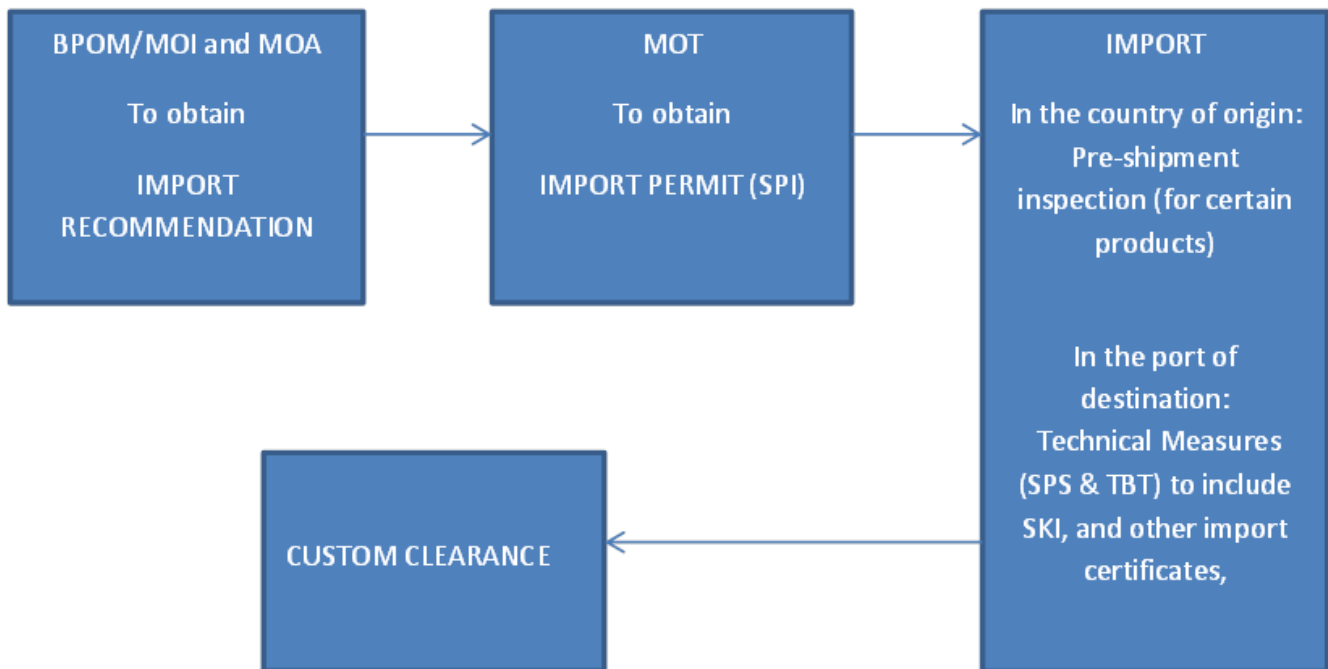 BPOM/MOI and MOA
To obtain
IMPORT
RECOMMENDATION
MOT
To obtain
IMPORT PERMIT (SPI)
IMPORT
In the country of origin:
Pre-shipment
inspection (for certain
products)
In the port of
destination:
Technical Measures
(SPS & TBT) to include
SKI, and other import
certificates,
CUSTOM CLEARANCE